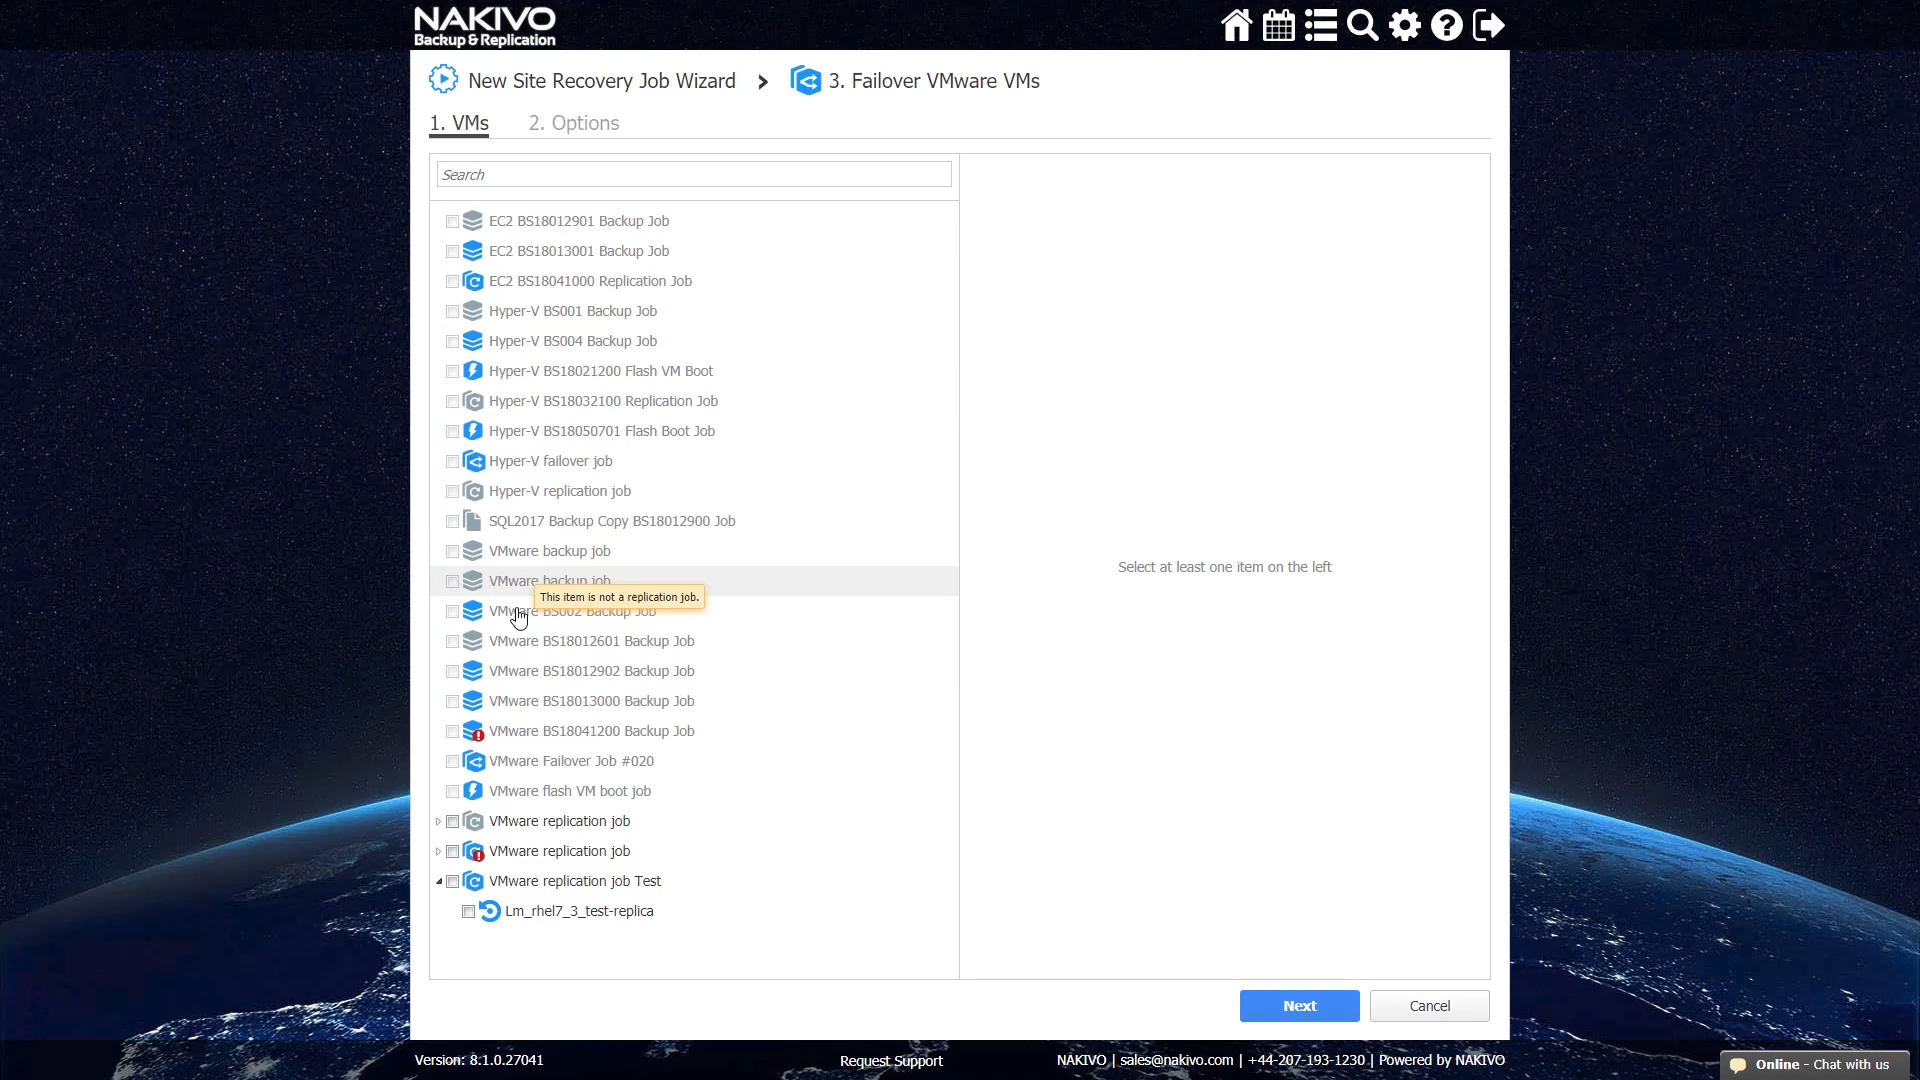 NAKIVO
Backup & Replication
New Site Recovery Job Wizard > 3. Failover VMware VMs
1. VMs 2. Options
Search
EC2 BS18012901 Backup Job
EC2 BS18013001 Backup Job
EC2 BS18041000 Replication Job
Hyper-V BS001 Backup Job
Hyper-V BS004 Backup Job
Hyper-V BS18021200 Flash VM Boot
Hyper-V BS18032100 Replication Job
Hyper-V BS18050701 Flash Boot Job
Hyper-V failover job
Hyper-V replication job
SQL2017 Backup Copy BS18012900 Job
VMware backup job
VMware backup job
This item is not a replication job.
VMware BS002 Backup Job
VMware BS18012601 Backup Job
VMware BS18012902 Backup Job
VMware BS18013000 Backup Job
VMware BS18041200 Backup Job
VMware Failover Job #020
VMware flash VM boot job
VMware replication job
VMware replication job
VMware replication job Test
Lm_rhel7_3_test-replica
Select at least one item on the left
Next Cancel
Version: 8.1.0.27041 Request Support NAKIVO | sales@nakivo.com | +44-207-193-1230 | Powered by NAKIVO
Online - Chat with us